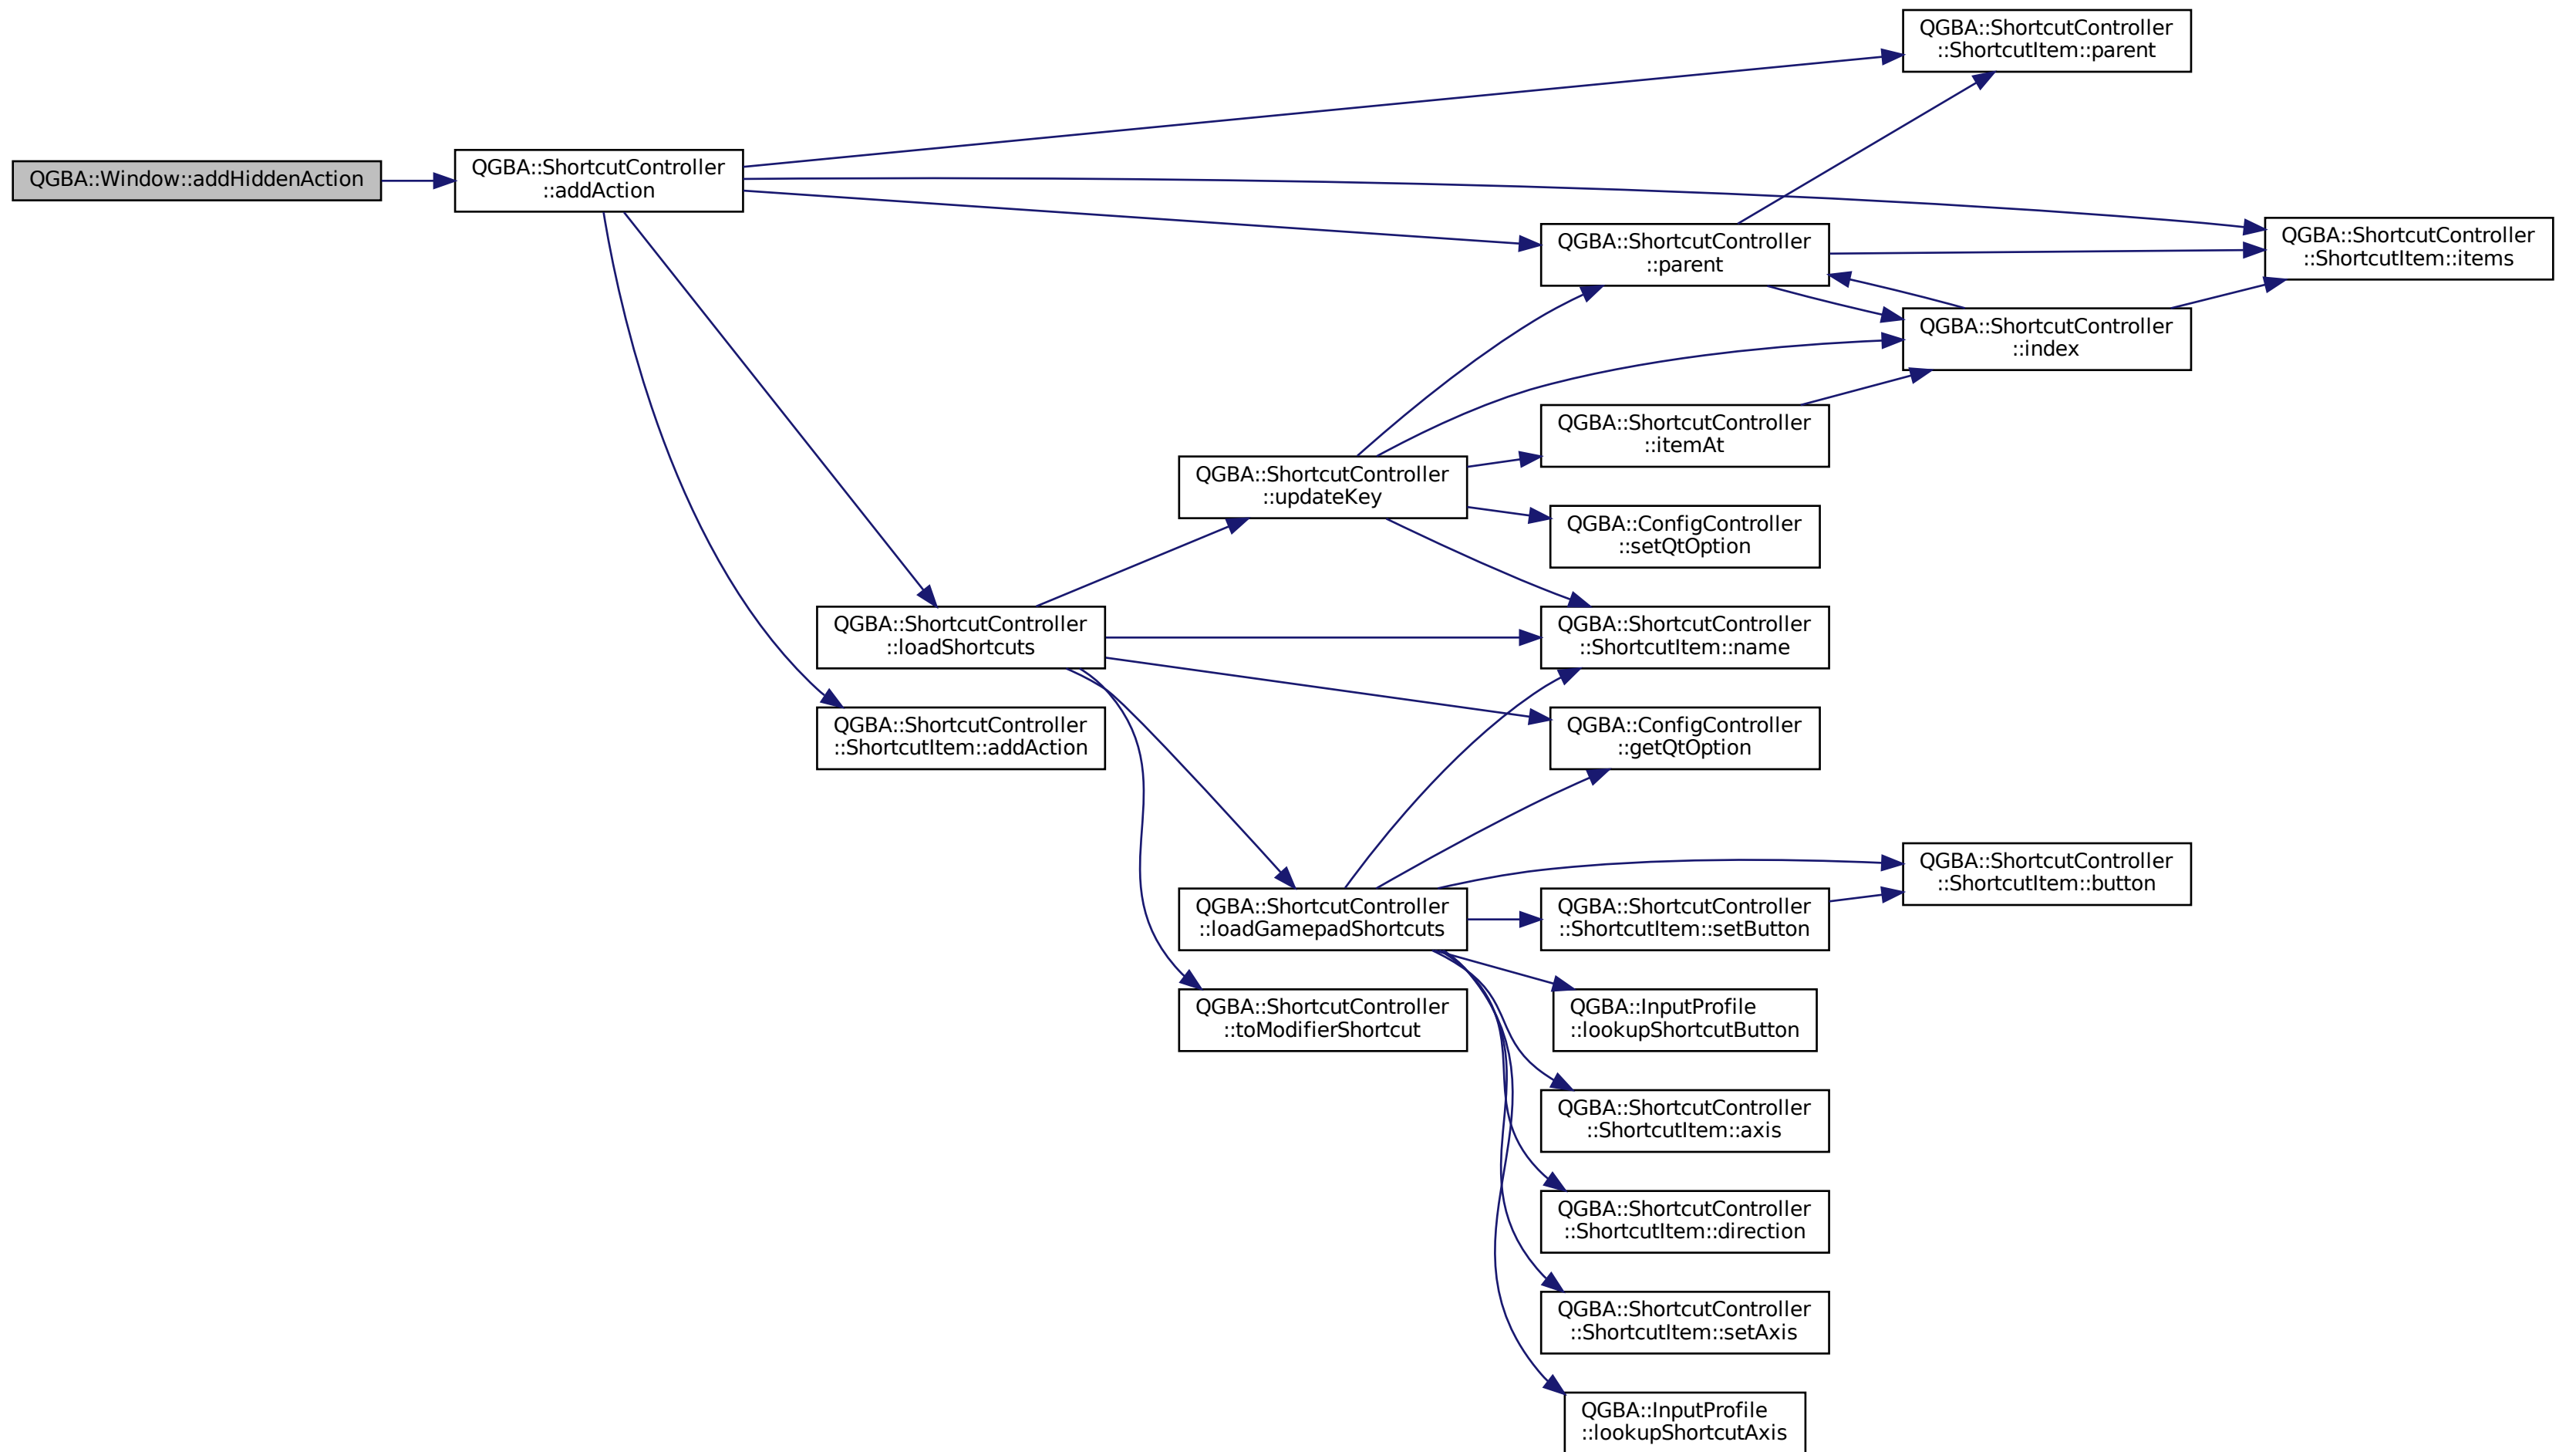 QGBA::ShortcutController
::ShortcutItem::parent
QGBA::Window::addHiddenAction
QGBA::ShortcutController
::addAction
QGBA::ShortcutController
::parent
QGBA::ShortcutController
::ShortcutItem::items
QGBA::ShortcutController
::index
QGBA::ShortcutController
::itemAt
QGBA::ShortcutController
::updateKey
QGBA::ConfigController
::setQtOption
QGBA::ShortcutController
::loadShortcuts
QGBA::ShortcutController
::ShortcutItem::name
QGBA::ShortcutController
::ShortcutItem::addAction
QGBA::ConfigController
::getQtOption
QGBA::ShortcutController
::ShortcutItem::button
QGBA::ShortcutController
::loadGamepadShortcuts
QGBA::ShortcutController
::ShortcutItem::setButton
QGBA::ShortcutController
::toModifierShortcut
QGBA::InputProfile
::lookupShortcutButton
QGBA::ShortcutController
::ShortcutItem::axis
QGBA::ShortcutController
::ShortcutItem::direction
QGBA::ShortcutController
::ShortcutItem::setAxis
QGBA::InputProfile
::lookupShortcutAxis